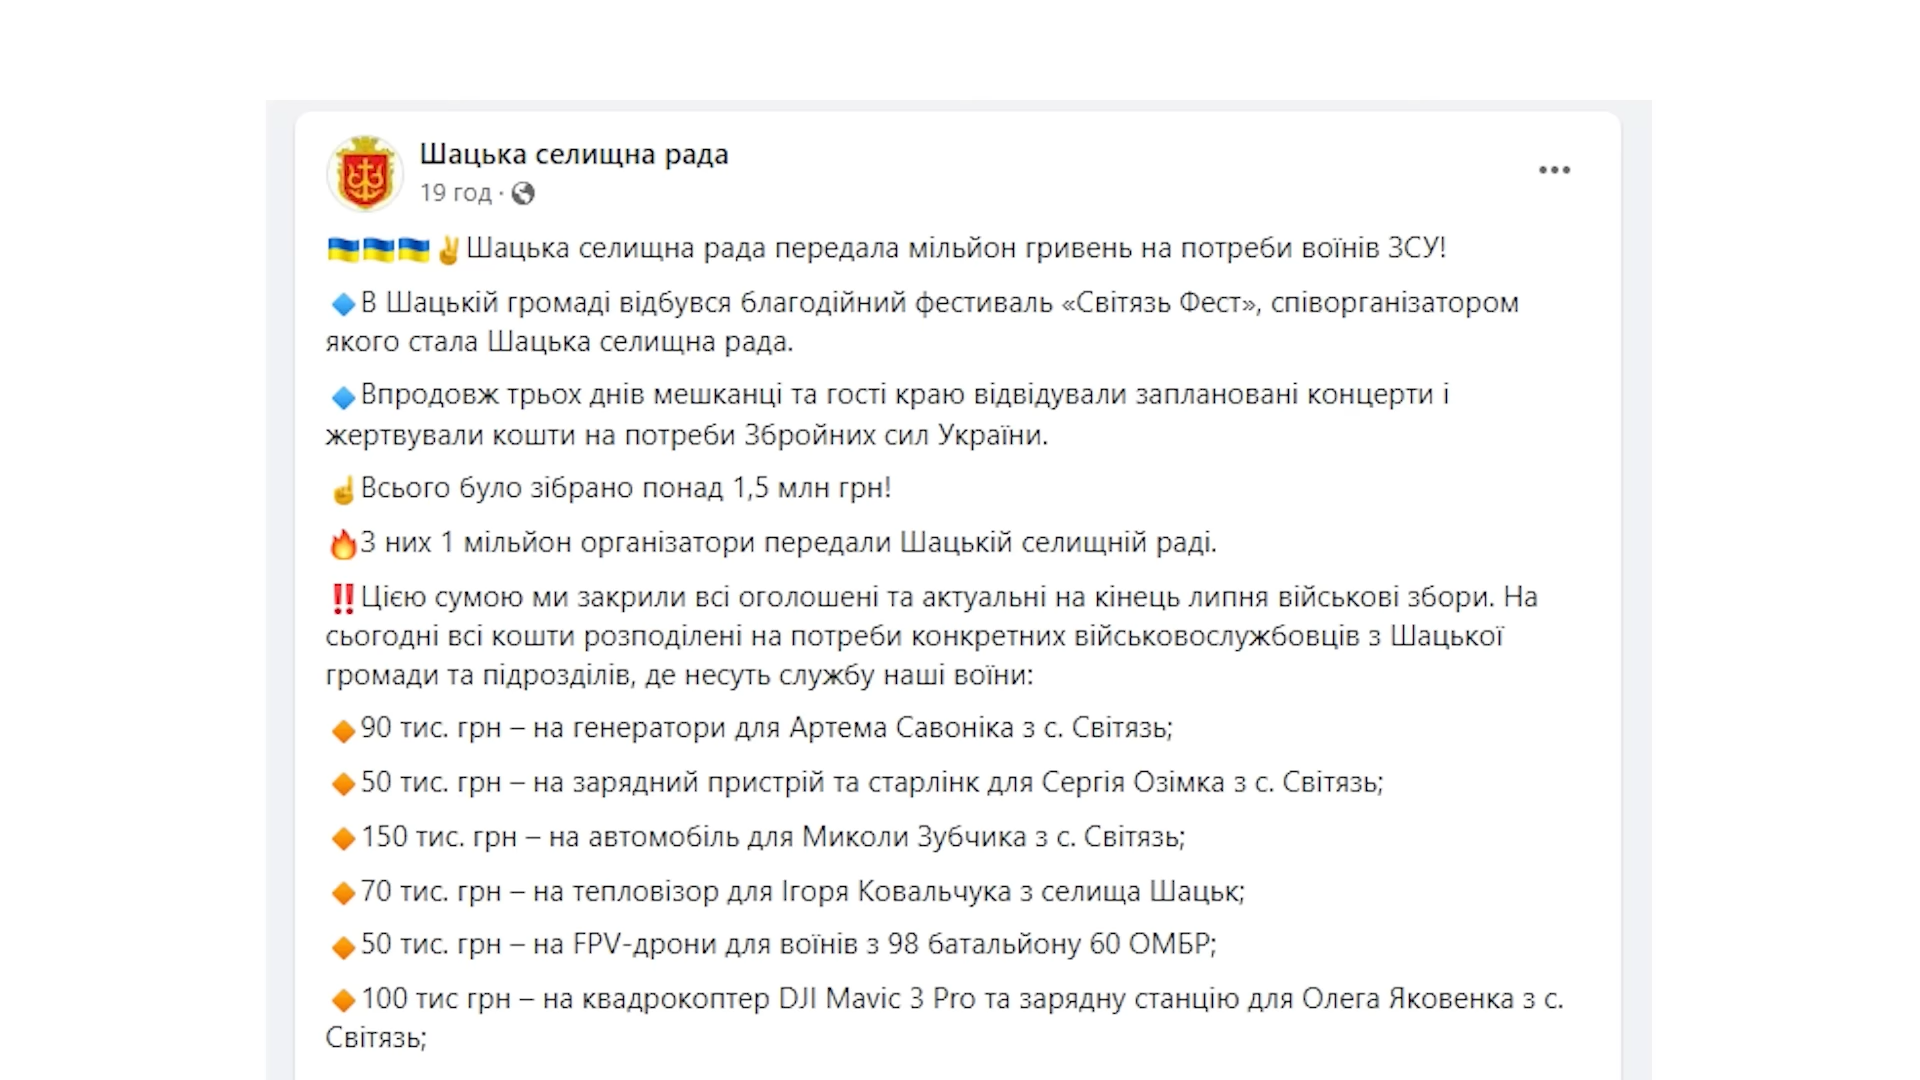 Шацька селищна рада
19 год ·
🇺🇦🇺🇦🇺🇦✌Шацька селищна рада передала мільйон гривень на потреби воїнів ЗСУ!
🔹В Шацькій громаді відбувся благодійний фестиваль «Світязь Фест», співорганізатором
якого стала Шацька селищна рада.
🔹Впродовж трьох днів мешканці та гості краю відвідували заплановані концерти і
жертвували кошти на потреби Збройних сил України.
☝Всього було зібрано понад 1,5 млн грн!
🔥З них 1 мільйон організатори передали Шацькій селищній раді.
‼Цією сумою ми закрили всі оголошені та актуальні на кінець липня військові збори. На
сьогодні всі кошти розподілені на потреби конкретних військовослужбовців з Шацької
громади та підрозділів, де несуть службу наші воїни:
🔸90 тис. грн – на генератори для Артема Савоніка з с. Світязь;
🔸50 тис. грн – на зарядний пристрій та старлінк для Сергія Озімка з с. Світязь;
🔸150 тис. грн – на автомобіль для Миколи Зубчика з с. Світязь;
🔸70 тис. грн – на тепловізор для Ігоря Ковальчука з селища Шацьк;
🔸50 тис. грн – на FPV-дрони для воїнів з 98 батальйону 60 ОМБР;
🔸100 тис грн – на квадрокоптер DJI Mavic 3 Pro та зарядну станцію для Олега Яковенка з с.
Світязь;